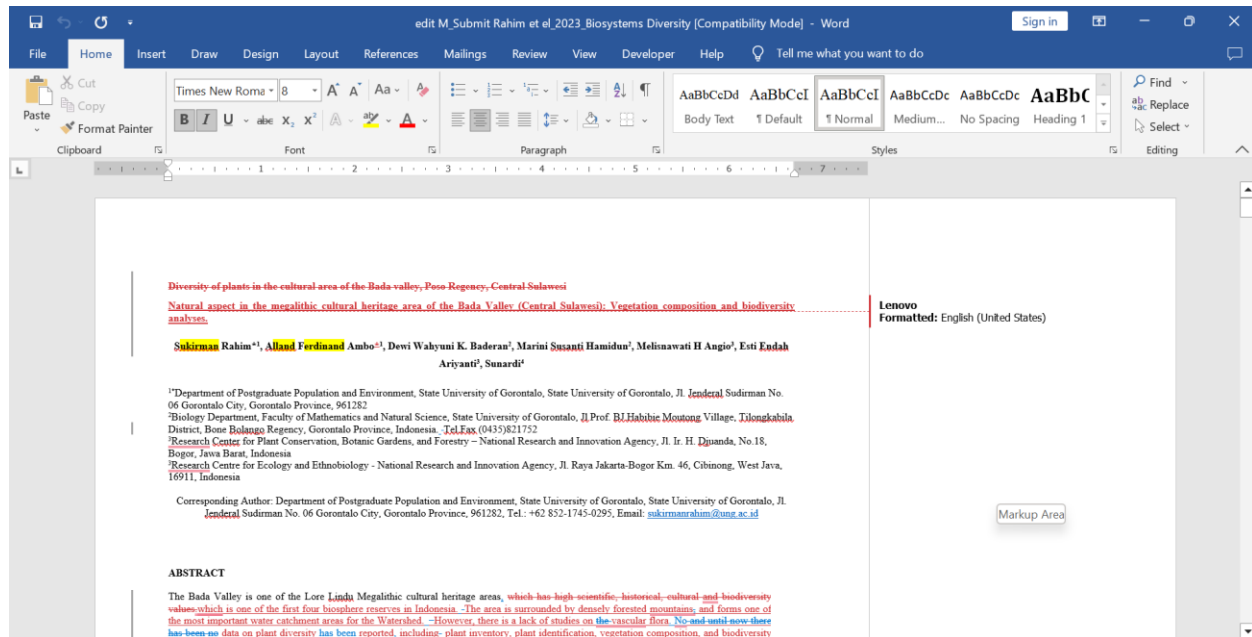 edit M_Submit Rahim et el_2023_Biosystems Diversity [Compatibility Mode] - Word
Sign in
File Home Insert Draw Design Layout References Mailings Review View Developer Help Tell me what you want to do
Paste
Cut
Copy
Format Painter
Clipboard
Times New Roma 8
Font
Paragraph
AaBbCcDd AaBbCcI AaBbCcI AaBbCcDc AaBbCcDc AaBbC
Body Text ¶ Default ¶ Normal Medium... No Spacing Heading 1
Styles
Find
Replace
Select
Editing
1 2 3 4 5 6 7
Diversity of plants in the cultural area of the Bada valley, Poso Regency, Central Sulawesi
Natural aspect in the megalithic cultural heritage area of the Bada Valley (Central Sulawesi): Vegetation composition and biodiversity
analyses.
Lenovo
Formatted: English (United States)
Sukirman Rahim*¹, Alland Ferdinand Ambo*¹, Dewi Wahyuni K. Baderan², Marini Susanti Hamidun², Melisnawati H Angio³, Esti Endah
Ariyanti³, Sunardi⁴
¹*Department of Postgraduate Population and Environment, State University of Gorontalo, State University of Gorontalo, Jl. Jenderal Sudirman No.
06 Gorontalo City, Gorontalo Province, 961282
²Biology Department, Faculty of Mathematics and Natural Science, State University of Gorontalo, Jl.Prof. BJ.Habibie Moutong Village, Tilongkabila
District, Bone Bolango Regency, Gorontalo Province, Indonesia. Tel.Fax.(0435)821752
³Research Center for Plant Conservation, Botanic Gardens, and Forestry – National Research and Innovation Agency, Jl. Ir. H. Djuanda, No.18,
Bogor, Jawa Barat, Indonesia
³Research Centre for Ecology and Ethnobiology - National Research and Innovation Agency, Jl. Raya Jakarta-Bogor Km. 46, Cibinong, West Java,
16911, Indonesia
Corresponding Author: Department of Postgraduate Population and Environment, State University of Gorontalo, State University of Gorontalo, Jl.
Jenderal Sudirman No. 06 Gorontalo City, Gorontalo Province, 961282, Tel.: +62 852-1745-0295, Email: sukirmanrahim@ung.ac.id
Markup Area
ABSTRACT
The Bada Valley is one of the Lore Lindu Megalithic cultural heritage areas, which has high scientific, historical, cultural and biodiversity
values.which is one of the first four biosphere reserves in Indonesia. The area is surrounded by densely forested mountains, and forms one of
the most important water catchment areas for the Watershed. However, there is a lack of studies on the vascular flora. No and until now there
has been no data on plant diversity has been reported, including- plant inventory, plant identification, vegetation composition, and biodiversity